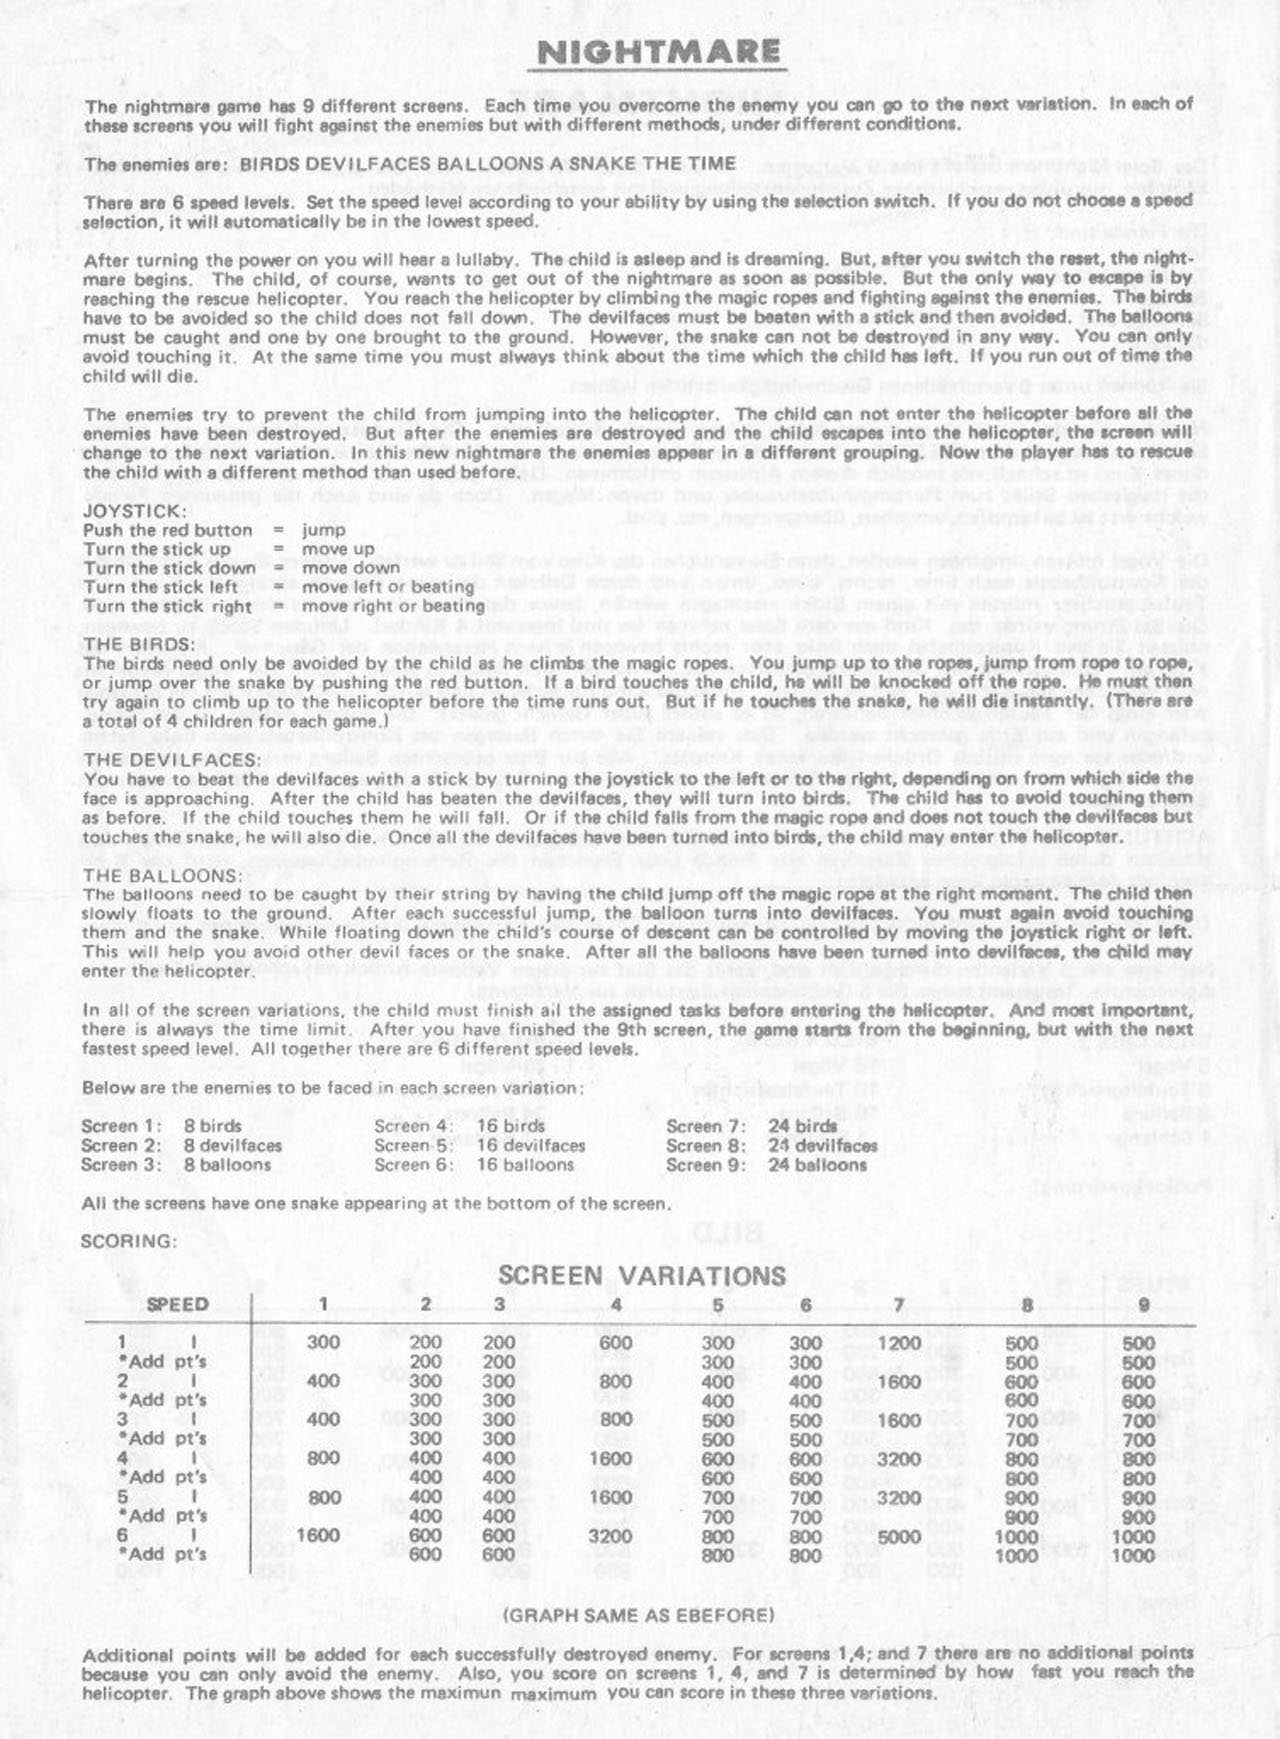 NIGHTMARE
The nightmare game has 9 different screens. Each time you overcome the enemy you can go to the next variation. In each of
these screens you will fight against the enemies but with different methods, under different conditions.
The enemies are: BIRDS DEVILFACES BALLOONS A SNAKE THE TIME
There are 6 speed levels. Set the speed level according to your ability by using the selection switch. If you do not choose a speed
selection, it will automatically be in the lowest speed.
After turning the power on you will hear a lullaby. The child is asleep and is dreaming. But, after you switch the reset, the night-
mare begins. The child, of course, wants to get out of the nightmare as soon as possible. But the only way to escape is by
reaching the rescue helicopter. You reach the helicopter by climbing the magic ropes and fighting against the enemies. The birds
have to be avoided so the child does not fall down. The devilfaces must be beaten with a stick and then avoided. The balloons
must be caught and one by one brought to the ground. However, the snake can not be destroyed in any way. You can only
avoid touching it. At the same time you must always think about the time which the child has left. If you run out of time the
child will die.
The enemies try to prevent the child from jumping into the helicopter. The child can not enter the helicopter before all the
enemies have been destroyed. But after the enemies are destroyed and the child escapes into the helicopter, the screen will
change to the next variation. In this new nightmare the enemies appear in a different grouping. Now the player has to rescue
the child with a different method than used before.
JOYSTICK:
Push the red button = jump
Turn the stick up = move up
Turn the stick down = move down
Turn the stick left = move left or beating
Turn the stick right = move right or beating
THE BIRDS:
The birds need only be avoided by the child as he climbs the magic ropes. You jump up to the ropes, jump from rope to rope,
or jump over the snake by pushing the red button. If a bird touches the child, he will be knocked off the rope. He must then
try again to climb up to the helicopter before the time runs out. But if he touches the snake, he will die instantly. (There are
a total of 4 children for each game.)
THE DEVILFACES:
You have to beat the devilfaces with a stick by turning the joystick to the left or to the right, depending on from which side the
face is approaching. After the child has beaten the devilfaces, they will turn into birds. The child has to avoid touching them
as before. If the child touches them he will fall. Or if the child falls from the magic rope and does not touch the devilfaces but
touches the snake, he will also die. Once all the devilfaces have been turned into birds, the child may enter the helicopter.
THE BALLOONS:
The balloons need to be caught by their string by having the child jump off the magic rope at the right moment. The child then
slowly floats to the ground. After each successful jump, the balloon turns into devilfaces. You must again avoid touching
them and the snake. While floating down the child's course of descent can be controlled by moving the joystick right or left.
This will help you avoid other devil faces or the snake. After all the balloons have been turned into devilfaces, the child may
enter the helicopter.
In all of the screen variations, the child must finish ail the assigned tasks before entering the helicopter. And most important,
there is always the time limit. After you have finished the 9th screen, the game starts from the beginning, but with the next
fastest speed level. All together there are 6 different speed levels.
Below are the enemies to be faced in each screen variation:
Screen 1: 8 birds Screen 4: 16 birds Screen 7: 24 birds
Screen 2: 8 devilfaces Screen 5: 16 devilfaces Screen 8: 24 devilfaces
Screen 3: 8 balloons Screen 6: 16 balloons Screen 9: 24 balloons
All the screens have one snake appearing at the bottom of the screen.
SCORING:
SCREEN VARIATIONS
SPEED 1 2 3 4 5 6 7 8 9
1 I 300 200 200 600 300 300 1200 500 500
*Add pt's 200 200 300 300 500 500
2 I 400 300 300 800 400 400 1600 600 600
*Add pt's 300 300 400 400 600 600
3 I 400 300 300 800 500 500 1600 700 700
*Add pt's 300 300 500 500 700 700
4 I 800 400 400 1600 600 600 3200 800 800
*Add pt's 400 400 600 600 800 800
5 I 800 400 400 1600 700 700 3200 900 900
*Add pt's 400 400 700 700 900 900
6 I 1600 600 600 3200 800 800 5000 1000 1000
*Add pt's 600 600 800 800 1000 1000
(GRAPH SAME AS EBEFORE)
Additional points will be added for each successfully destroyed enemy. For screens 1,4; and 7 there are no additional points
because you can only avoid the enemy. Also, you score on screens 1, 4, and 7 is determined by how fast you reach the
helicopter. The graph above shows the maximun maximum you can score in these three variations.